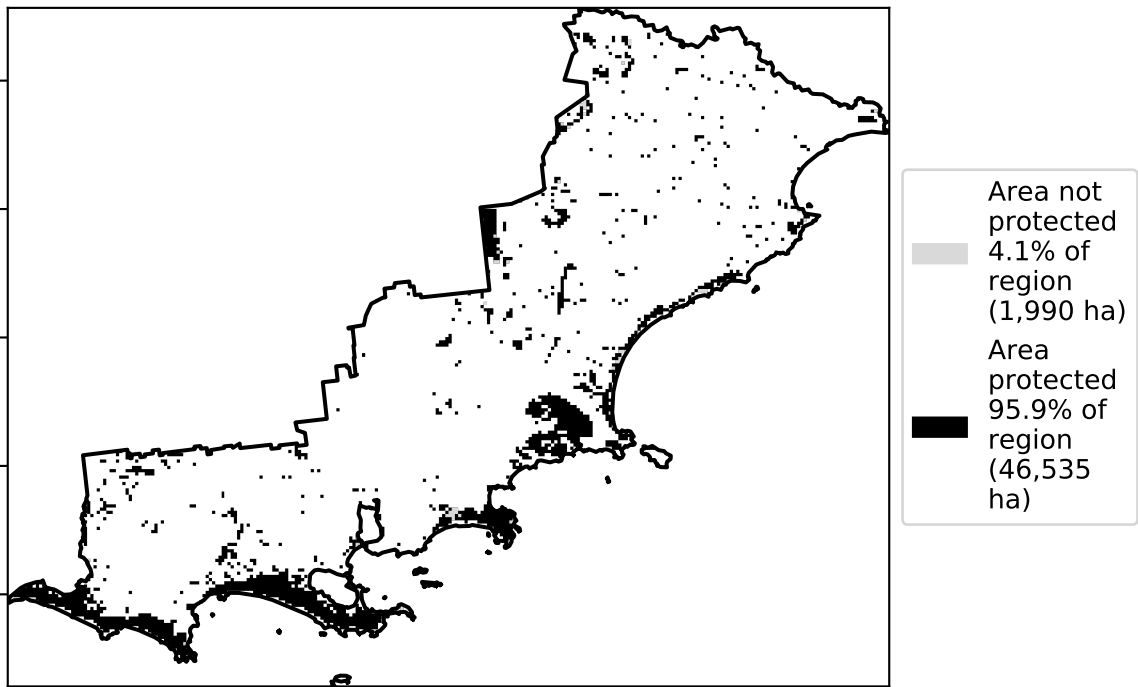 Area not
protected
4.1% of
region
(1,990 ha)
Area
protected
95.9% of
region
(46,535
ha)